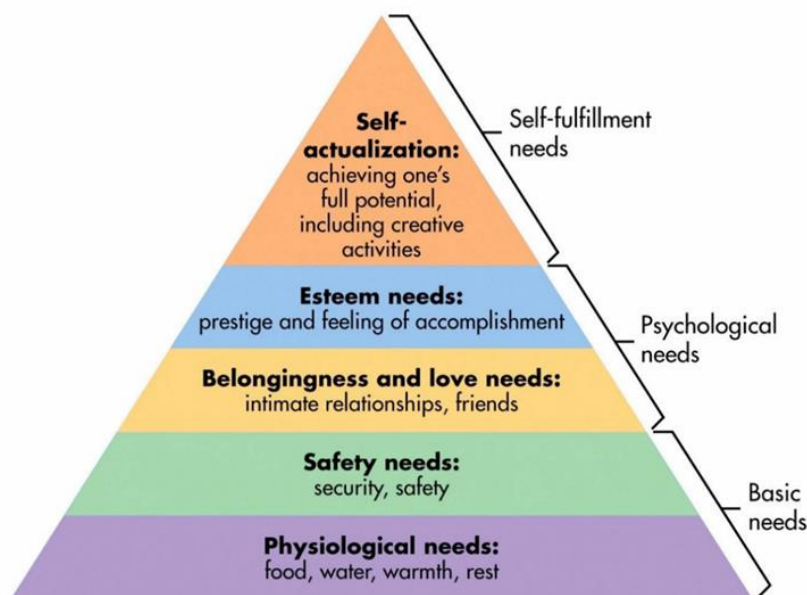 Self-
actualization:
achieving one's
full potential,
including creative
activities
Self-fulfillment
needs
Esteem needs:
prestige and feeling of accomplishment
Psychological
needs
Belongingness and love needs:
intimate relationships, friends
Safety needs:
security, safety
Basic
needs
Physiological needs:
food, water, warmth, rest